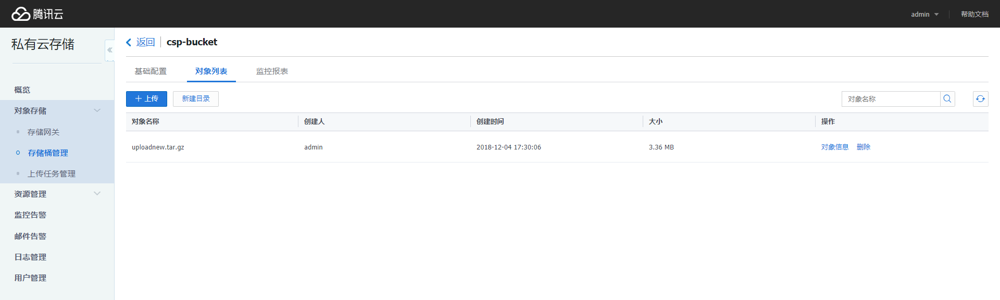 腾讯云
admin
帮助文档
私有云存储
概览
对象存储
存储网关
存储桶管理
上传任务管理
资源管理
监控告警
邮件告警
日志管理
用户管理
返回 csp-bucket
基础配置 对象列表 监控报表
上传 新建目录 对象名称
对象名称 创建人 创建时间 大小 操作
uploadnew.tar.gz admin 2018-12-04 17:30:06 3.36 MB 对象信息 删除